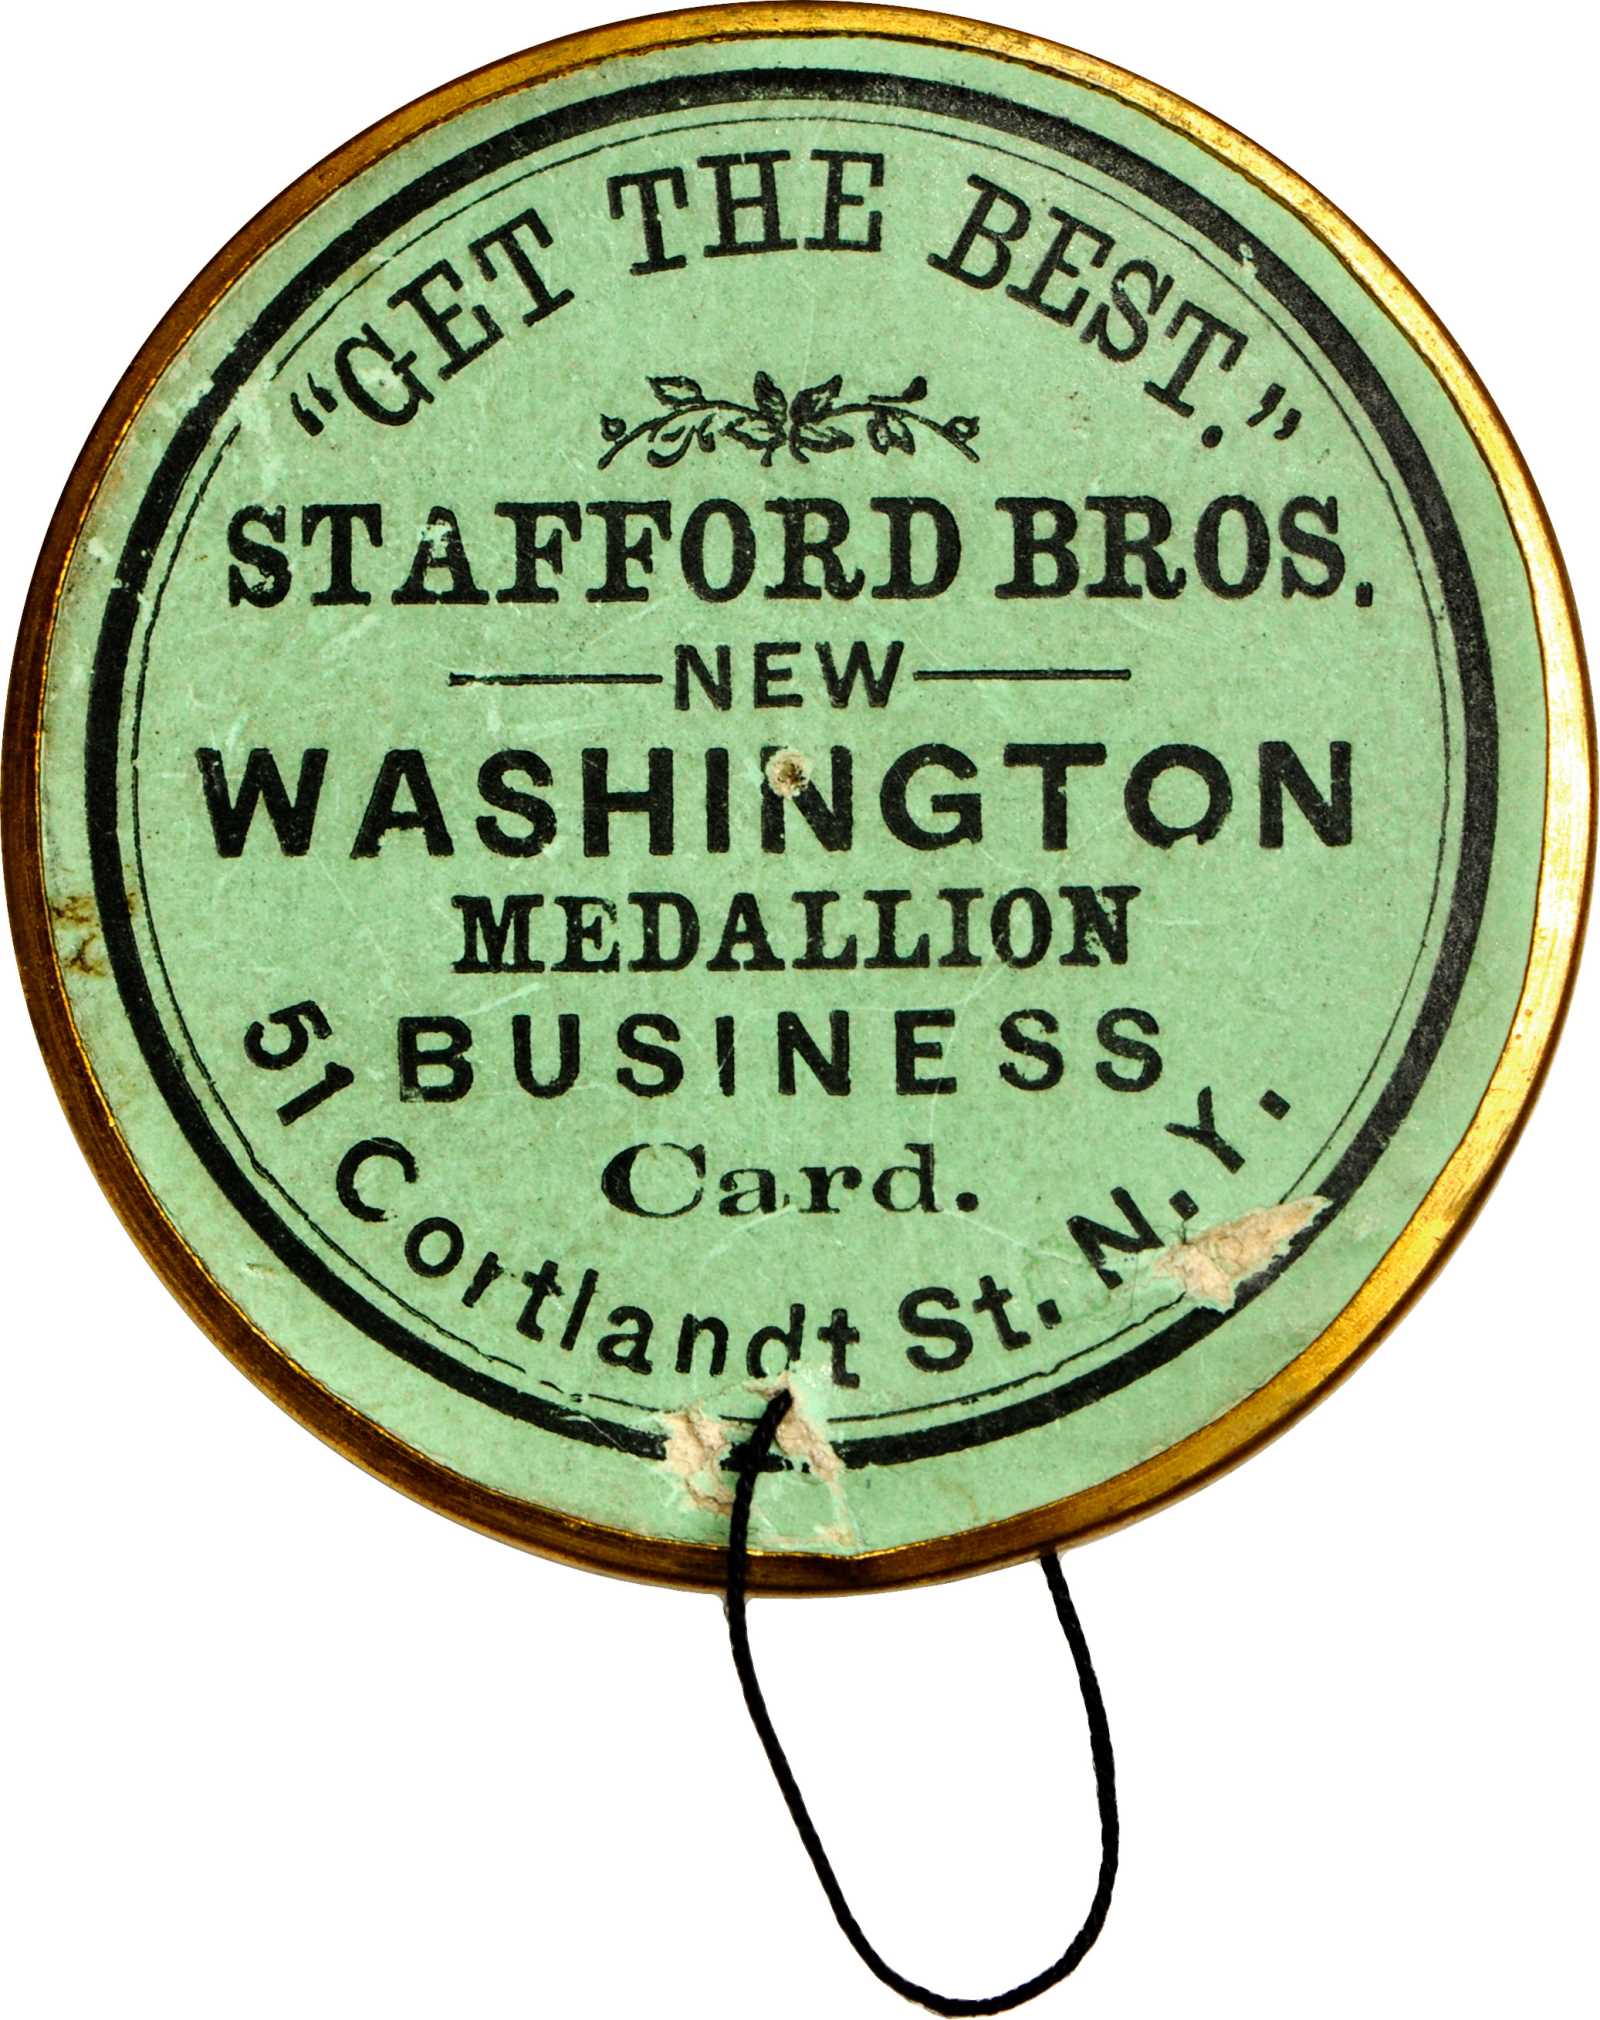 "GET THE BEST."
STAFFORD BROS.
NEW
WASHINGTON
MEDALLION
BUSINESS
Card.
51 Cortlandt St. N.Y.